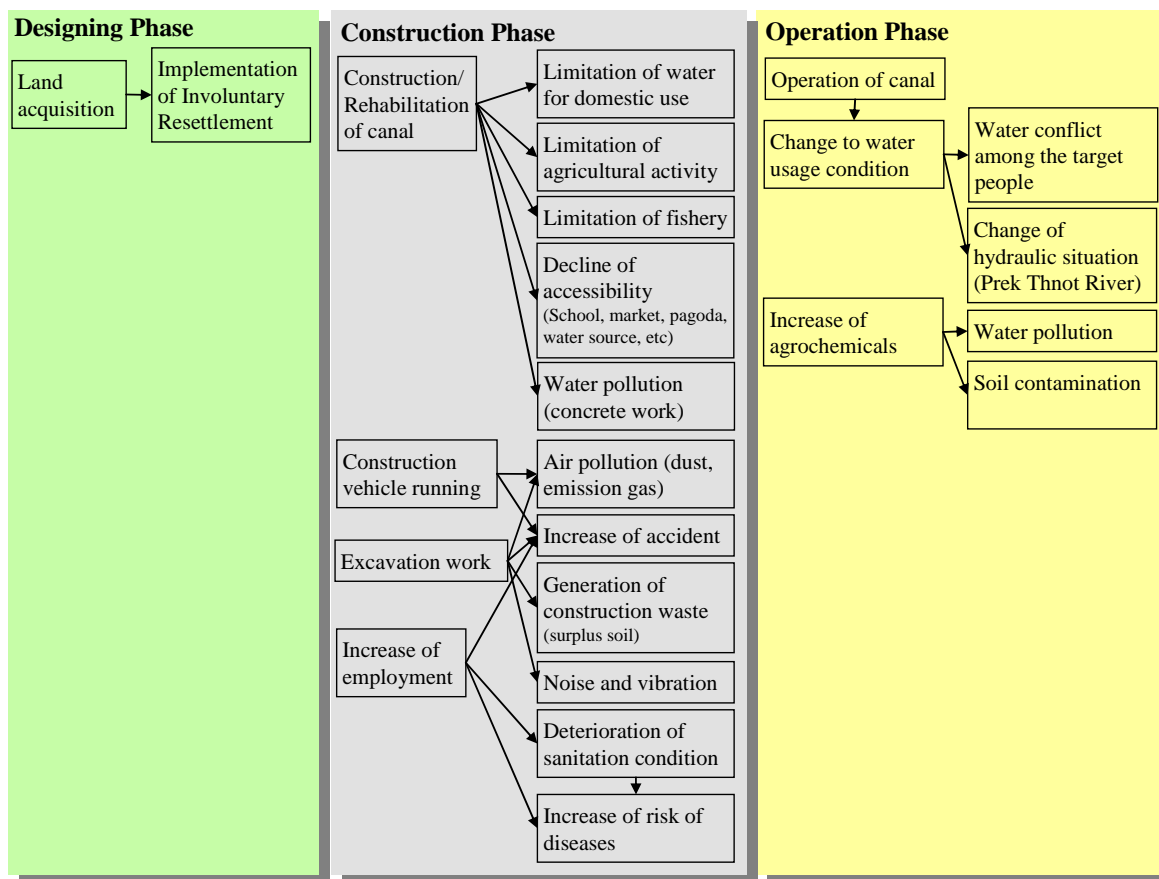 Designing Phase
Land
acquisition
Implementation
of Involuntary
Resettlement
Construction Phase
Construction/
Rehabilitation
of canal
Limitation of water
for domestic use
Limitation of
agricultural activity
Limitation of fishery
Decline of
accessibility
(School, market, pagoda,
water source, etc)
Water pollution
(concrete work)
Construction
vehicle running
Air pollution (dust,
emission gas)
Increase of accident
Excavation work
Generation of
construction waste
(surplus soil)
Increase of
employment
Noise and vibration
Deterioration of
sanitation condition
Increase of risk of
diseases
Operation Phase
Operation of canal
Change to water
usage condition
Water conflict
among the target
people
Change of
hydraulic situation
(Prek Thnot River)
Increase of
agrochemicals
Water pollution
Soil contamination